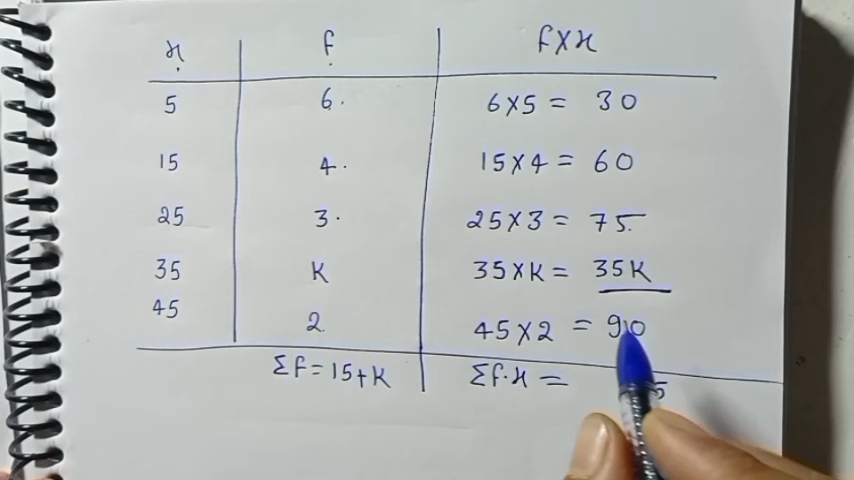 x f f×x
5 6. 6×5 = 30
15 4. 15×4 = 60
25 3. 25×3 = 75.
35 K 35×K = 35K
45 2 45×2 = 90
Σf = 15+K Σf·x = 5